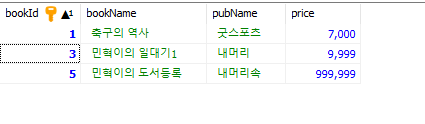 bookId ▲1 bookName pubName price
1 축구의 역사 굿스포츠 7,000
3 민혁이의 일대기1 내머리 9,999
5 민혁이의 도서등록 내머리속 999,999